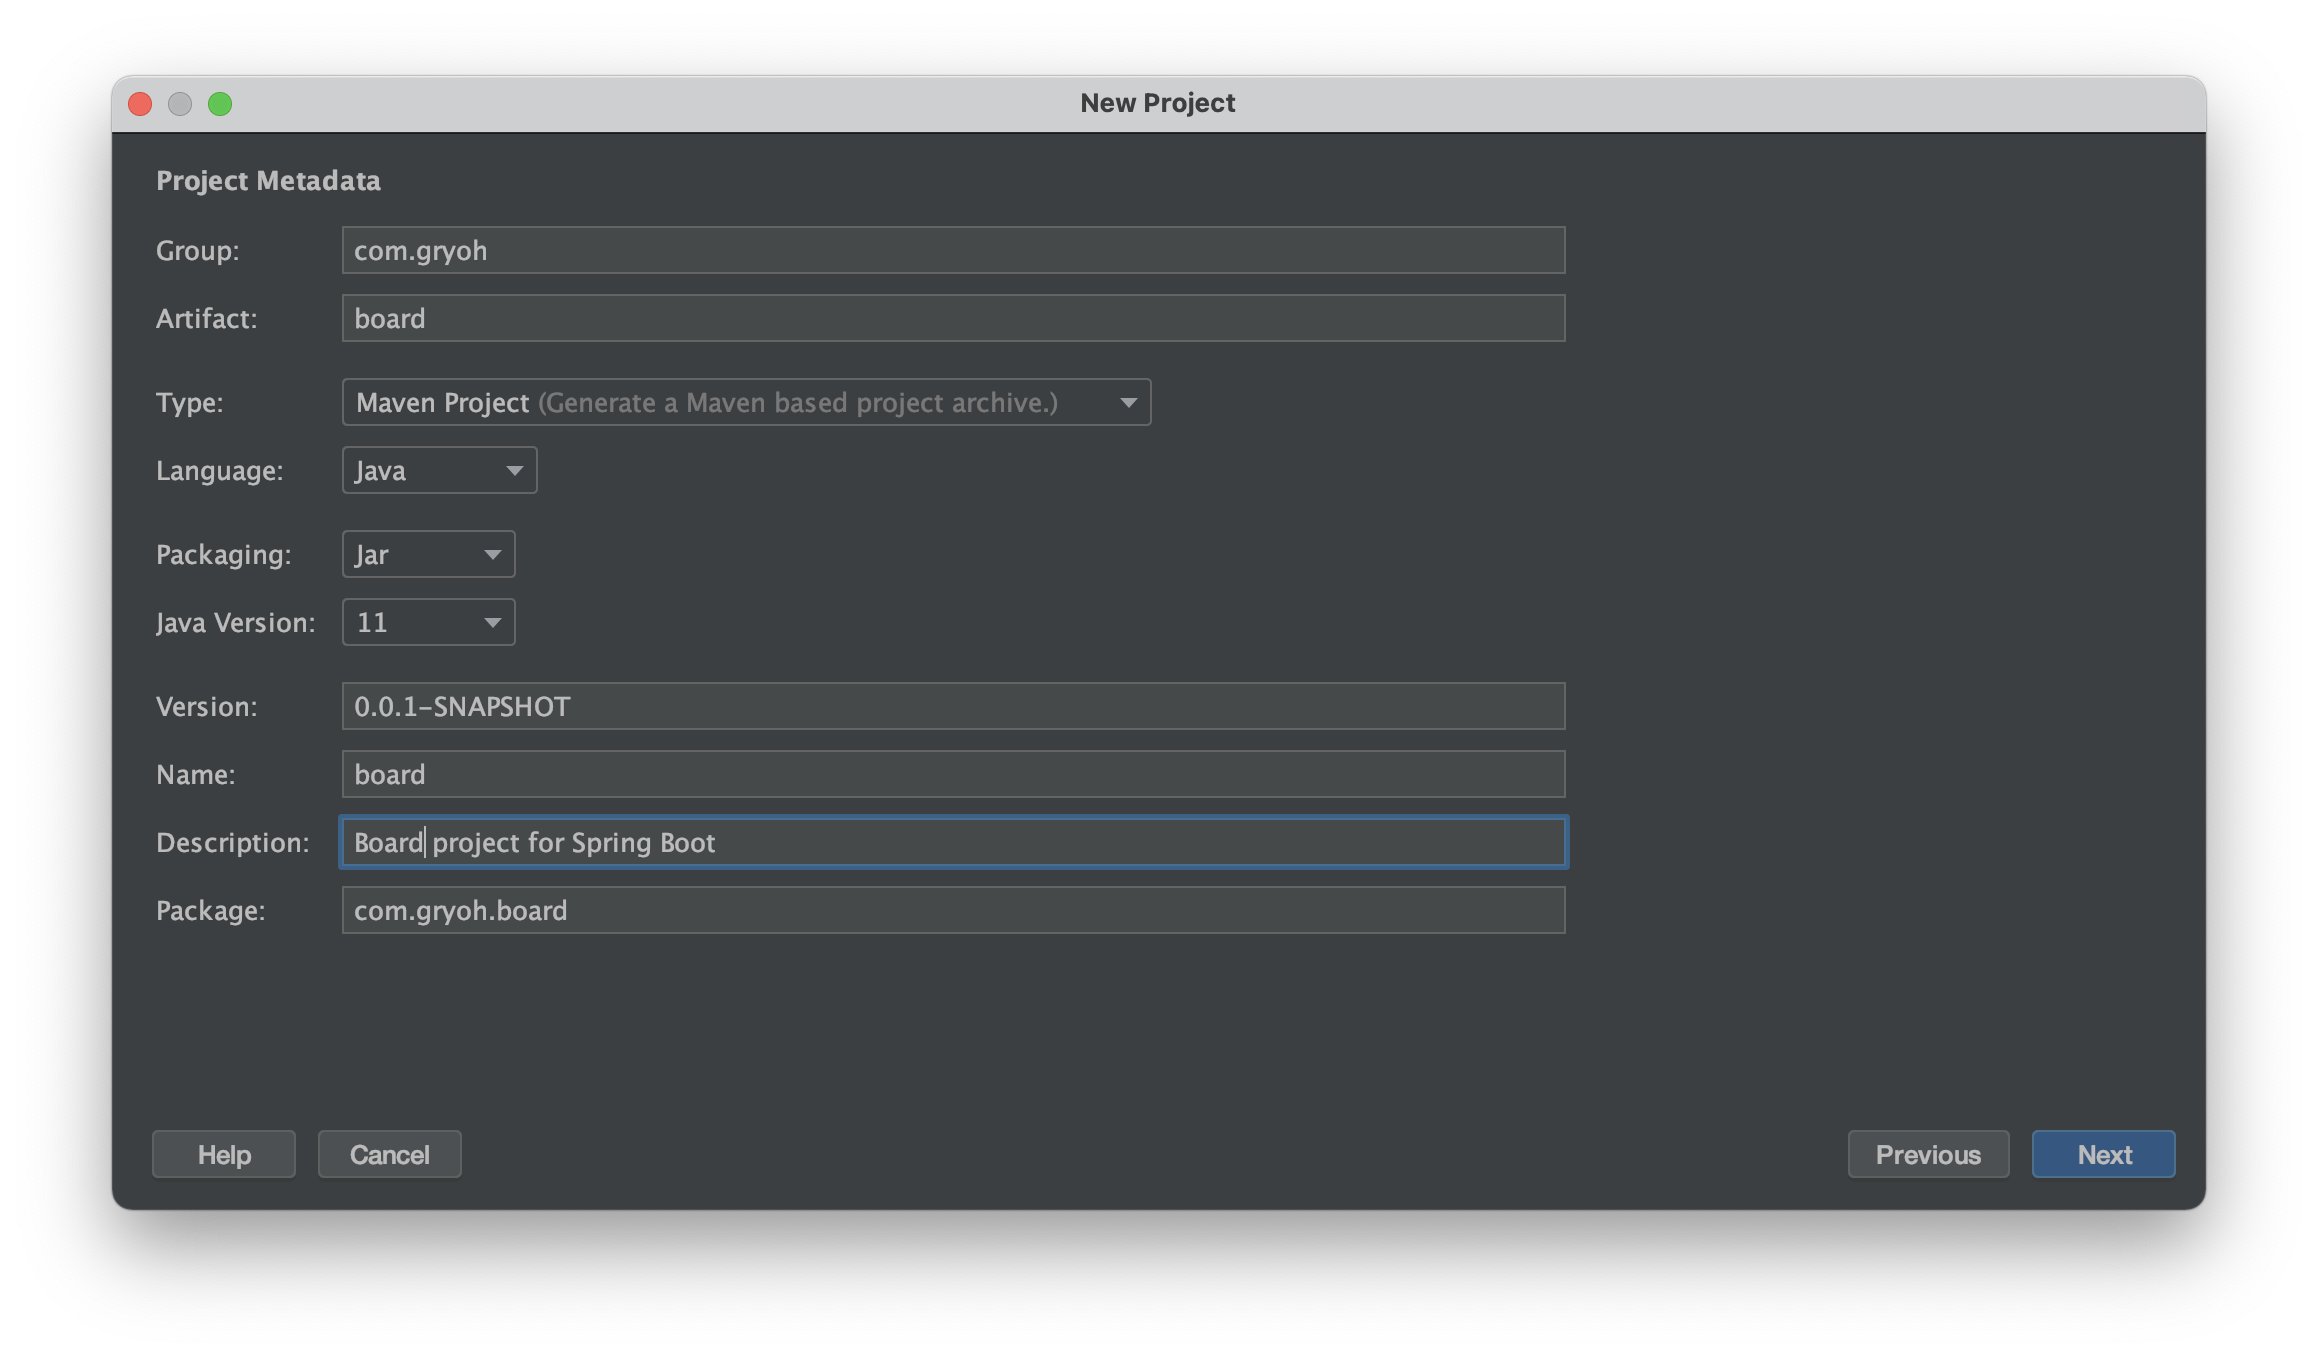 New Project
Project Metadata
Group: com.gryoh
Artifact: board
Type: Maven Project (Generate a Maven based project archive.)
Language: Java
Packaging: Jar
Java Version: 11
Version: 0.0.1-SNAPSHOT
Name: board
Description: Board project for Spring Boot
Package: com.gryoh.board
Help Cancel Previous Next